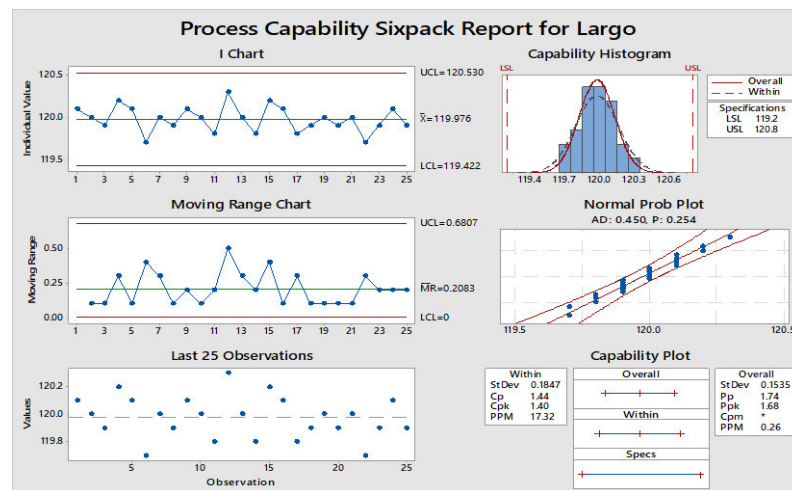 Process Capability Sixpack Report for Largo
I Chart
Individual Value
120.5
120.0
119.5
1 3 5 7 9 11 13 15 17 19 21 23 25
UCL=120.530
X̄=119.976
LCL=119.422
Moving Range Chart
Moving Range
0.50
0.25
0.00
1 3 5 7 9 11 13 15 17 19 21 23 25
UCL=0.6807
M̅R̅=0.2083
LCL=0
Last 25 Observations
Values
120.2
120.0
119.8
5 10 15 20 25
Observation
Capability Histogram
LSL USL
119.4 119.7 120.0 120.3 120.6
Overall
Within
Specifications
LSL 119.2
USL 120.8
Normal Prob Plot
AD: 0.450, P: 0.254
119.5 120.0 120.5
Capability Plot
Within
StDev 0.1847
Cp 1.44
Cpk 1.40
PPM 17.32
Overall
Within
Specs
Overall
StDev 0.1535
Pp 1.74
Ppk 1.68
Cpm *
PPM 0.26